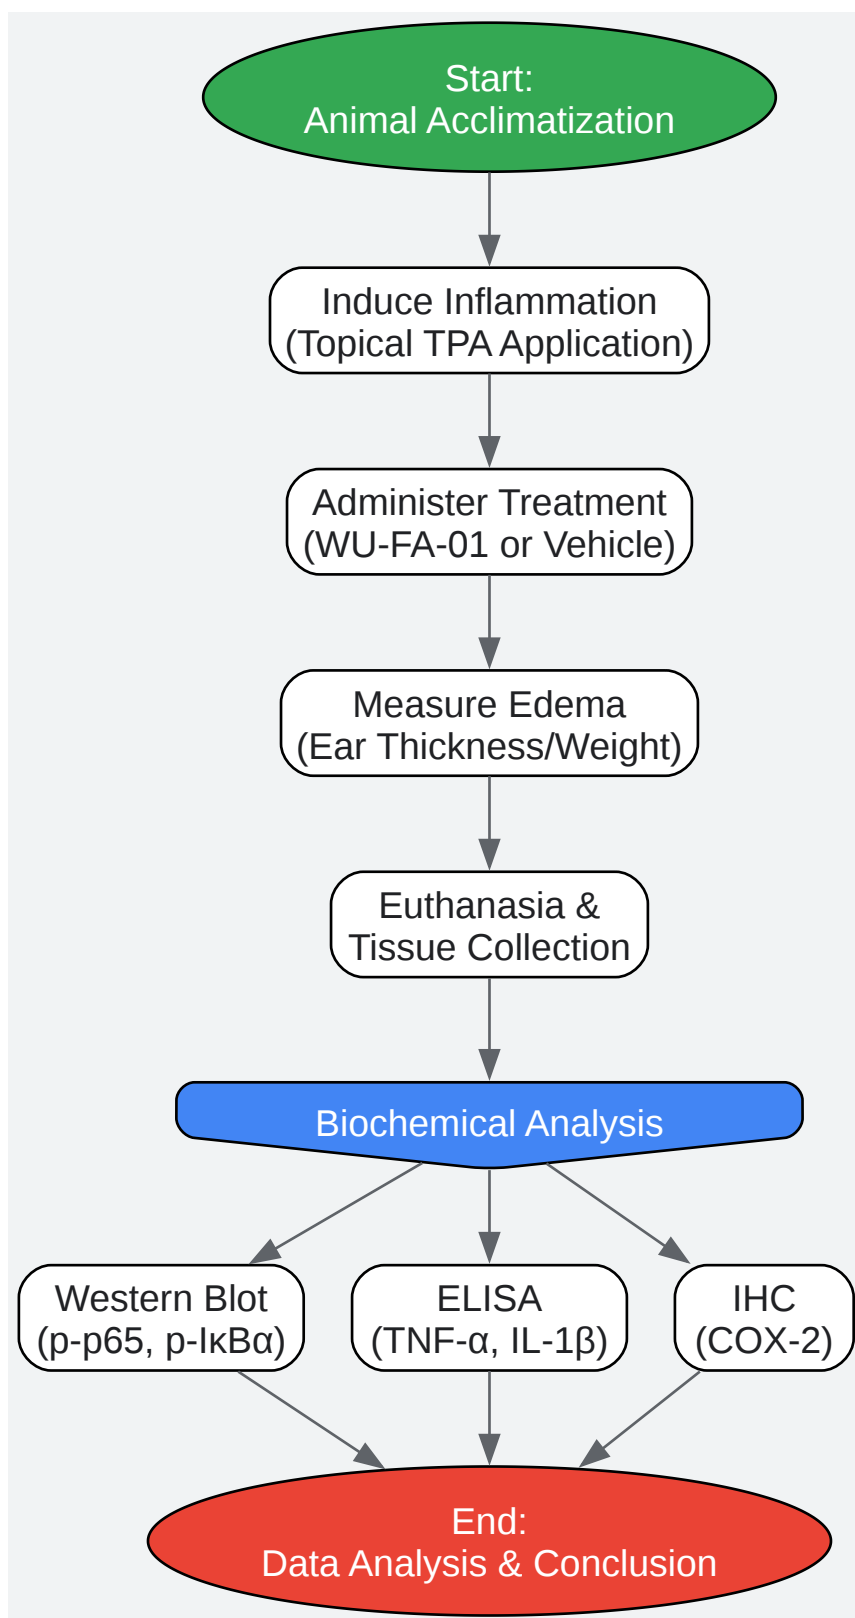 Start:
Animal Acclimatization
Induce Inflammation
(Topical TPA Application)
Administer Treatment
(WU-FA-01 or Vehicle)
Measure Edema
(Ear Thickness/Weight)
Euthanasia &
Tissue Collection
Biochemical Analysis
Western Blot
(p-p65, p-IκBα)
ELISA
(TNF-α, IL-1β)
IHC
(COX-2)
End:
Data Analysis & Conclusion